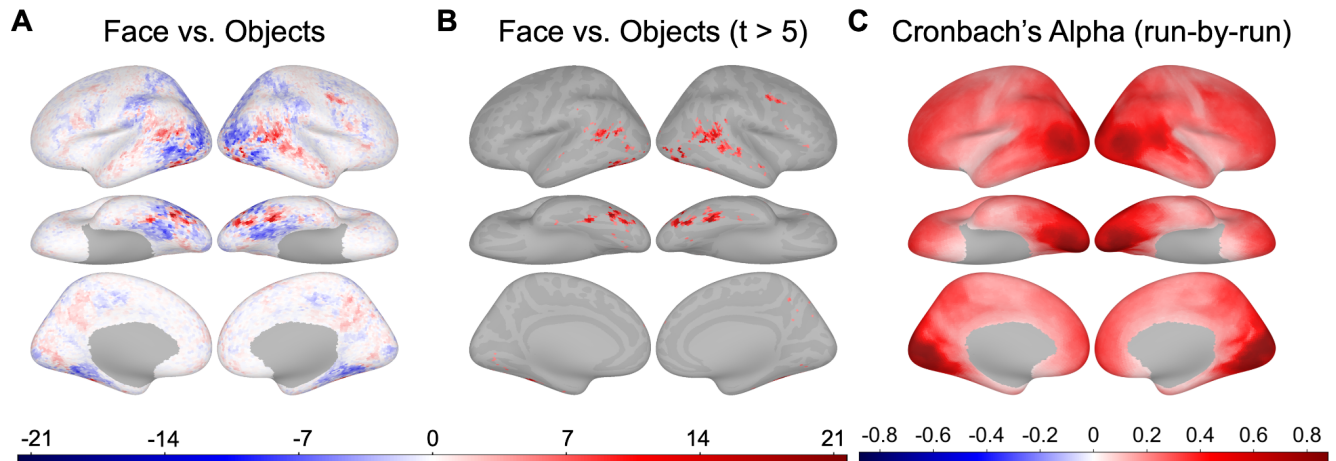 A Face vs. Objects
B Face vs. Objects (t > 5)
C Cronbach's Alpha (run-by-run)
-21 -14 -7 0 7 14 21
-0.8 -0.6 -0.4 -0.2 0 0.2 0.4 0.6 0.8